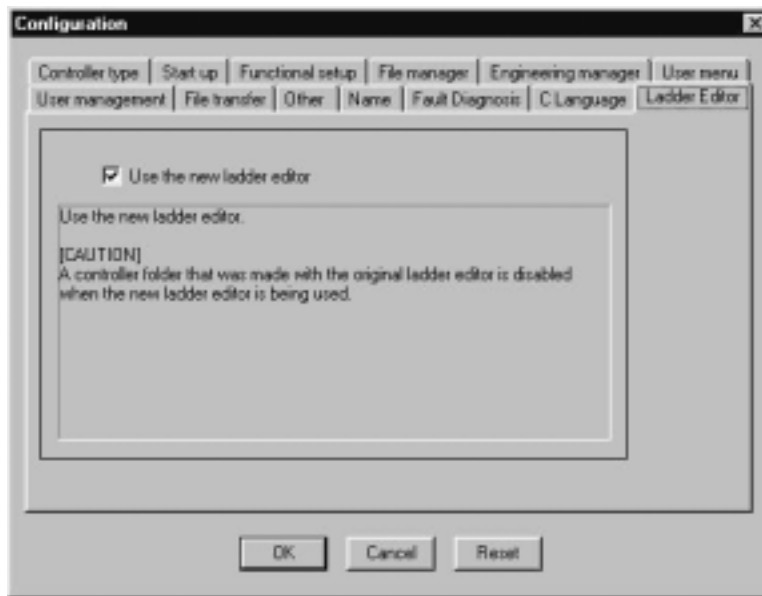 Configuration
Controller type Start up Functional setup File manager Engineering manager User menu
User management File transfer Other Name Fault Diagnosis C Language Ladder Editor
Use the new ladder editor
Use the new ladder editor.
[CAUTION]
A controller folder that was made with the original ladder editor is disabled
when the new ladder editor is being used.
OK Cancel Reset